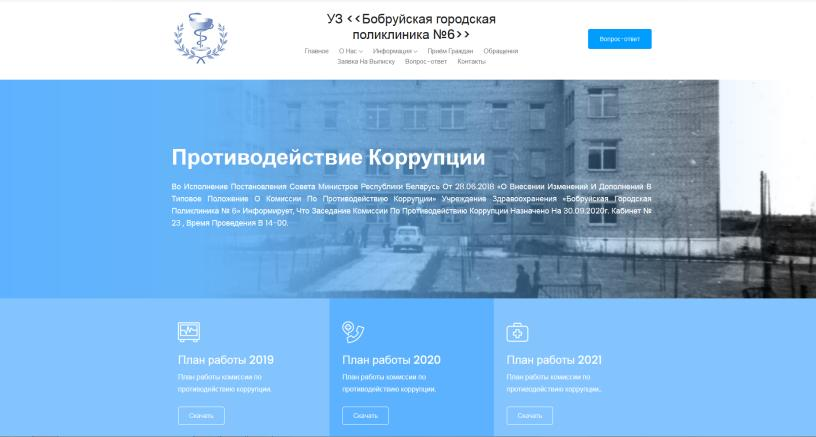 УЗ <<Бобруйская городская
поликлиника №6>>
Главное О Нас Информация Приём Граждан Обращения
Заявка На Выписку Вопрос-ответ Контакты
Вопрос-ответ
Противодействие Коррупции
Во Исполнение Постановления Совета Министров Республики Беларусь От 28.06.2018 «О Внесении Изменений И Дополнений В
Типовое Положение О Комиссии По Противодействию Коррупции» Учреждение Здравоохранения «Бобруйская Городская
Поликлиника № 6» Информирует, Что Заседание Комиссии По Противодействию Коррупции Назначено На 30.09.2020г. Кабинет №
23 , Время Проведения В 14-00.
План работы 2019
План работы комиссии по
противодействию коррупции.
Скачать
План работы 2020
План работы комиссии по
противодействию коррупции.
Скачать
План работы 2021
План работы комиссии по
противодействию коррупции..
Скачать